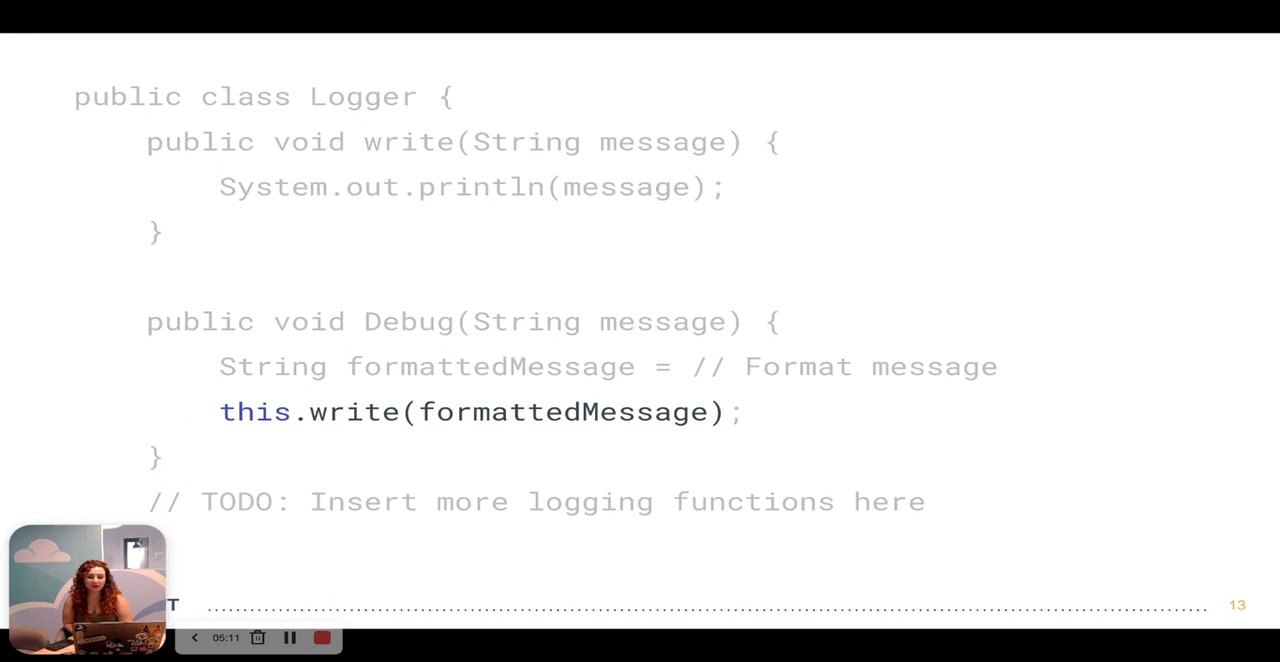 public class Logger {
public void write(String message) {
System.out.println(message);
}
public void Debug(String message) {
String formattedMessage = // Format message
this.write(formattedMessage);
}
// TODO: Insert more logging functions here
T
13
05:11